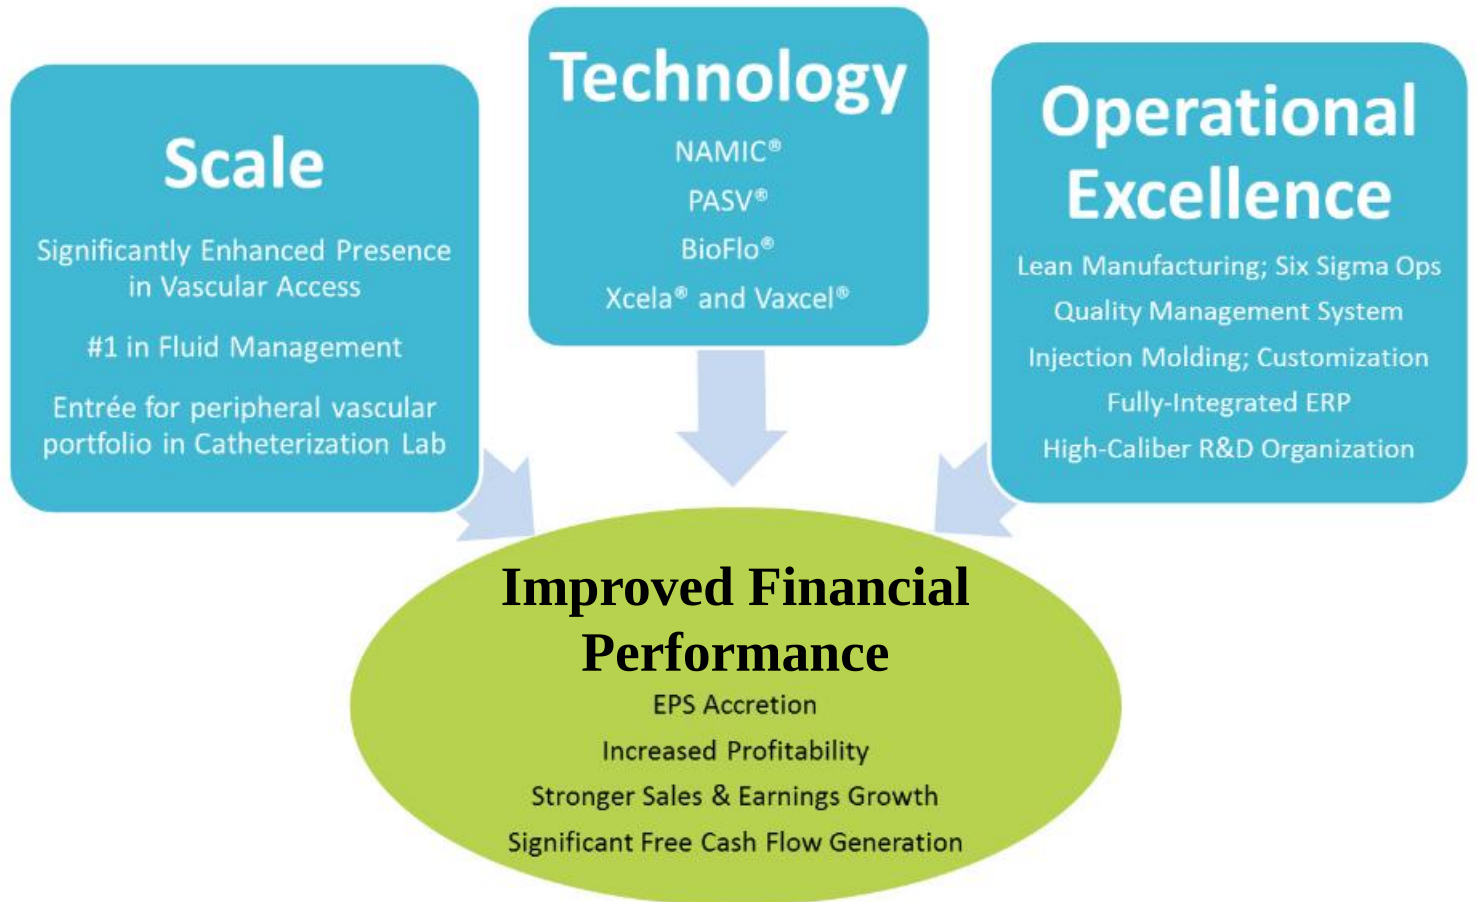 Scale
Significantly Enhanced Presence
in Vascular Access
#1 in Fluid Management
Entrée for peripheral vascular
portfolio in Catheterization Lab
Technology
NAMIC®
PASV®
BioFlo®
Xcela® and Vaxcel®
Operational
Excellence
Lean Manufacturing; Six Sigma Ops
Quality Management System
Injection Molding; Customization
Fully-Integrated ERP
High-Caliber R&D Organization
Improved Financial
Performance
EPS Accretion
Increased Profitability
Stronger Sales & Earnings Growth
Significant Free Cash Flow Generation